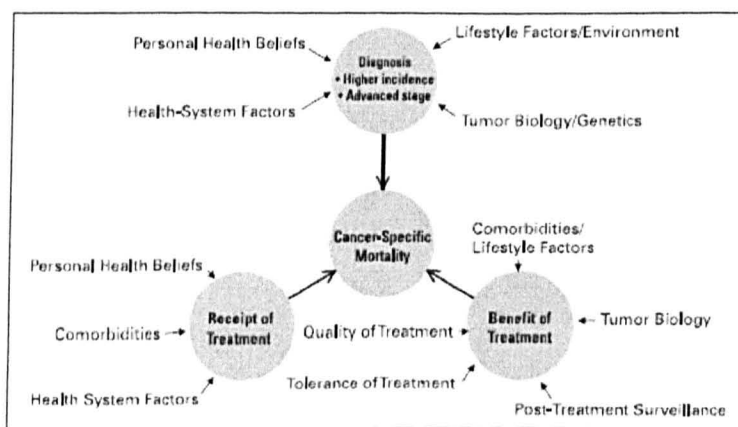 Personal Health Beliefs
Lifestyle Factors/Environment
Diagnosis
• Higher incidence
• Advanced stage
Health-System Factors
Tumor Biology/Genetics
Cancer-Specific
Mortality
Comorbidities/
Lifestyle Factors
Personal Health Beliefs
Receipt of
Treatment
Comorbidities
Quality of Treatment
Benefit of
Treatment
Tumor Biology
Tolerance of Treatment
Health System Factors
Post-Treatment Surveillance